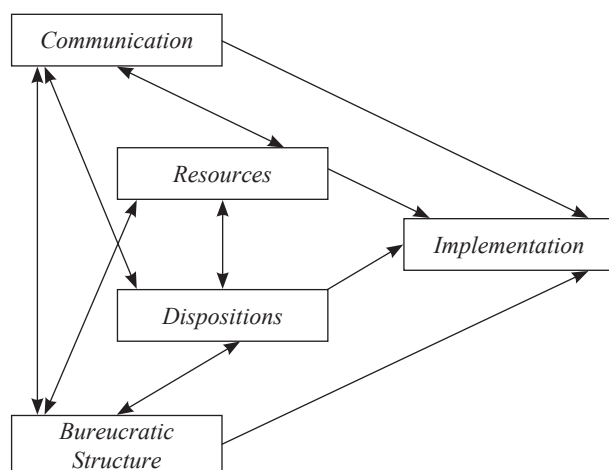 Communication
Resources
Implementation
Dispositions
Bureucratic
Structure